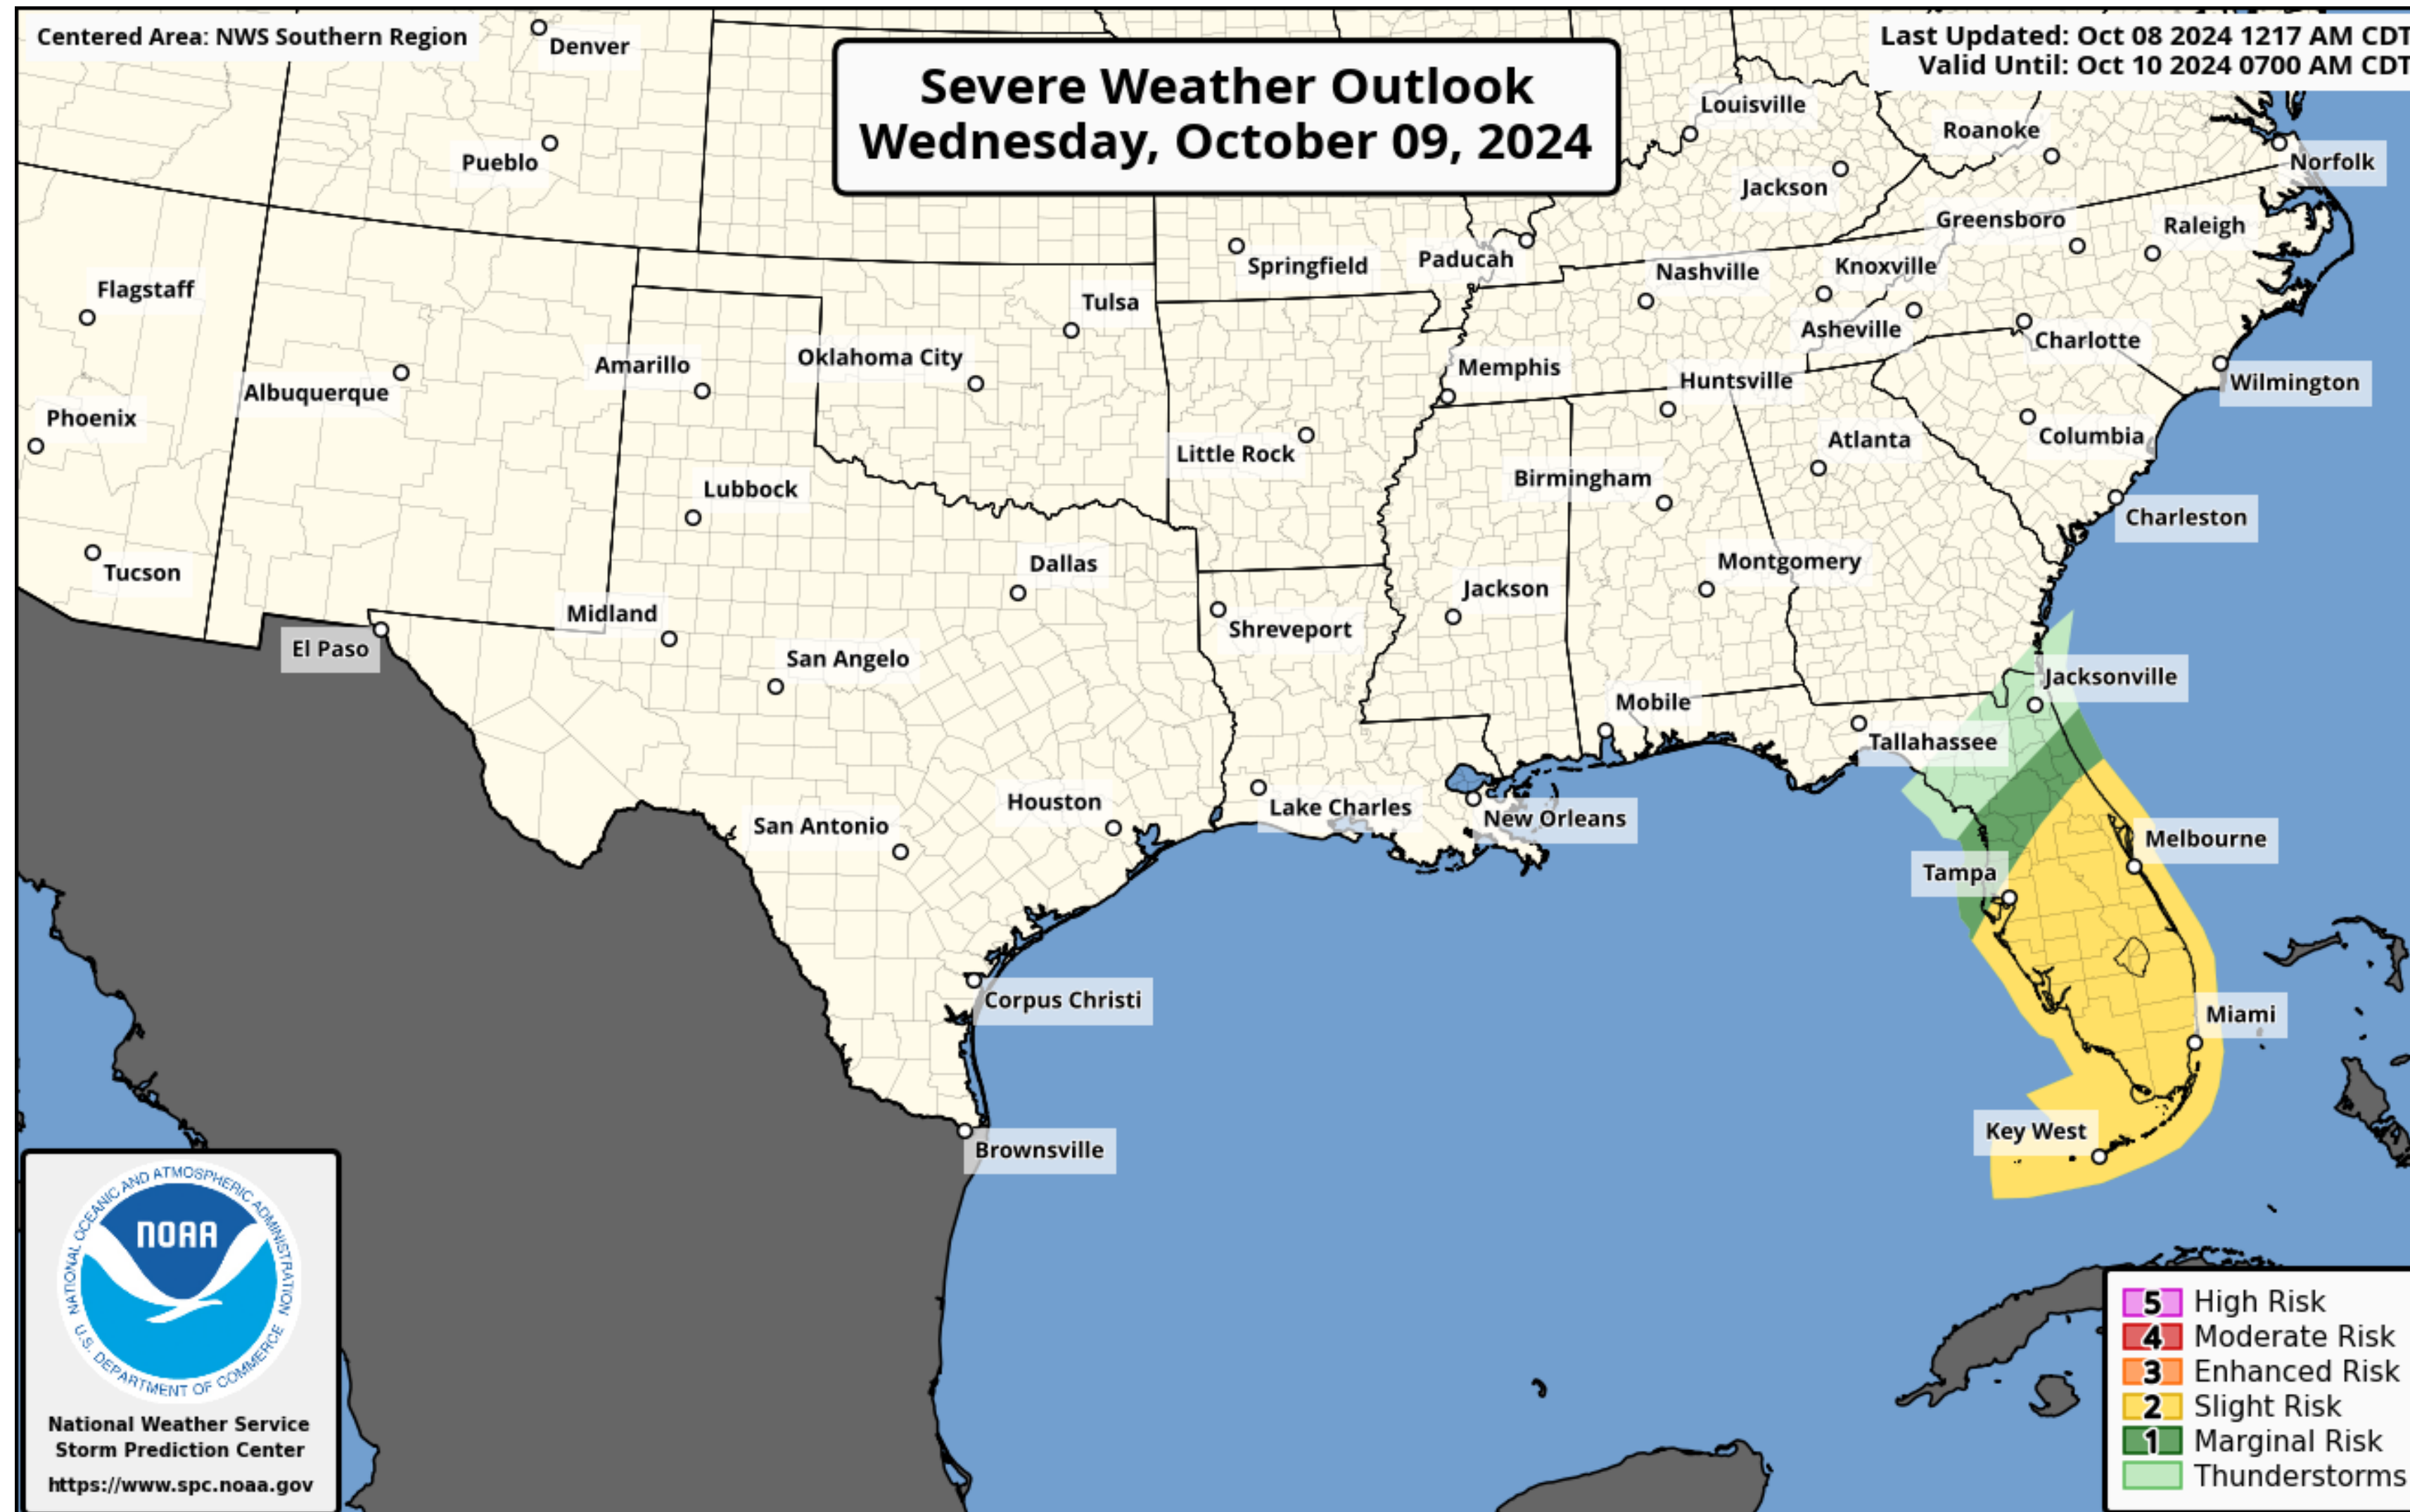 Centered Area: NWS Southern Region
Last Updated: Oct 08 2024 1217 AM CDT
Valid Until: Oct 10 2024 0700 AM CDT
Severe Weather Outlook
Wednesday, October 09, 2024
Denver
Pueblo
Louisville
Roanoke
Norfolk
Jackson
Greensboro
Raleigh
Springfield
Paducah
Nashville
Knoxville
Flagstaff
Tulsa
Asheville
Charlotte
Amarillo
Oklahoma City
Memphis
Huntsville
Wilmington
Albuquerque
Phoenix
Little Rock
Atlanta
Columbia
Lubbock
Birmingham
Charleston
Tucson
Dallas
Montgomery
Jackson
Midland
Shreveport
El Paso
San Angelo
Jacksonville
Mobile
Tallahassee
Houston
Lake Charles
New Orleans
San Antonio
Melbourne
Tampa
Corpus Christi
Miami
Key West
Brownsville
NATIONAL OCEANIC AND ATMOSPHERIC ADMINISTRATION
NOAA
U.S. DEPARTMENT OF COMMERCE
National Weather Service
Storm Prediction Center
https://www.spc.noaa.gov
5 High Risk
4 Moderate Risk
3 Enhanced Risk
2 Slight Risk
1 Marginal Risk
Thunderstorms